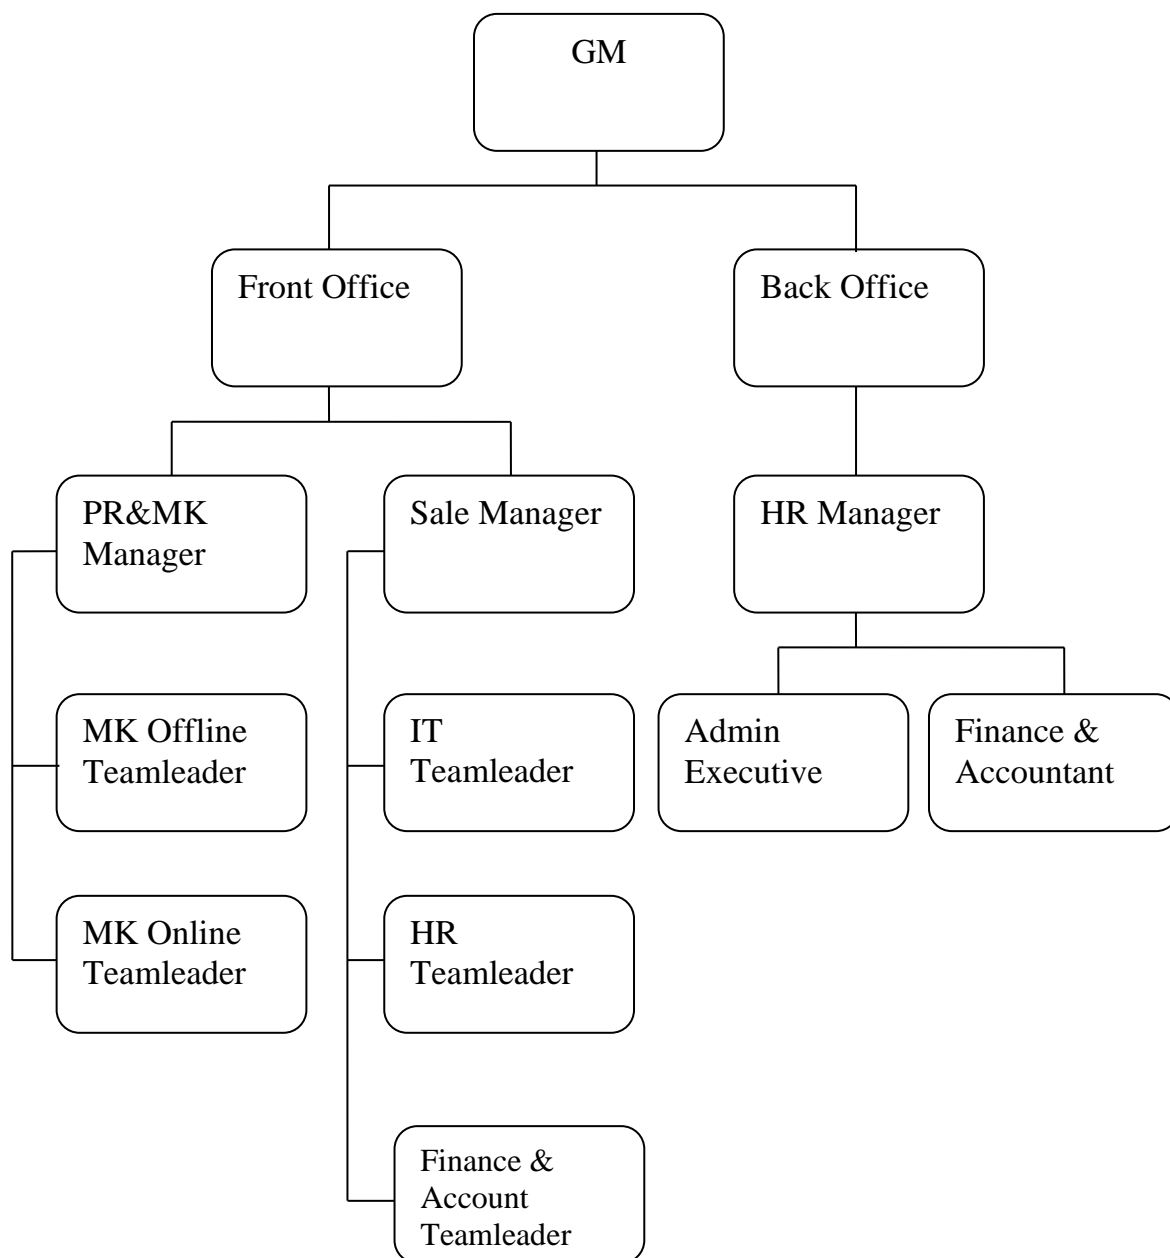 GM
Front Office
Back Office
PR&MK
Manager
Sale Manager
HR Manager
MK Offline
Teamleader
IT
Teamleader
Admin
Executive
Finance &
Accountant
MK Online
Teamleader
HR
Teamleader
Finance &
Account
Teamleader